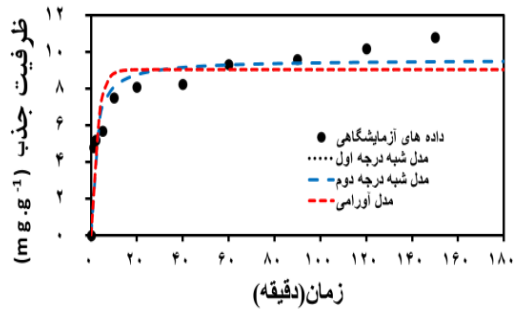 ظرفیت جذب (mg.g-1)
۱۲
۱۰
۸
۶
۴
۲
۰
داده های آزمایشگاهی
مدل شبه درجه اول
مدل شبه درجه دوم
مدل آورامی
۰ ۲۰ ۴۰ ۶۰ ۸۰ ۱۰۰ ۱۲۰ ۱۴۰ ۱۶۰ ۱۸۰
زمان(دقیقه)